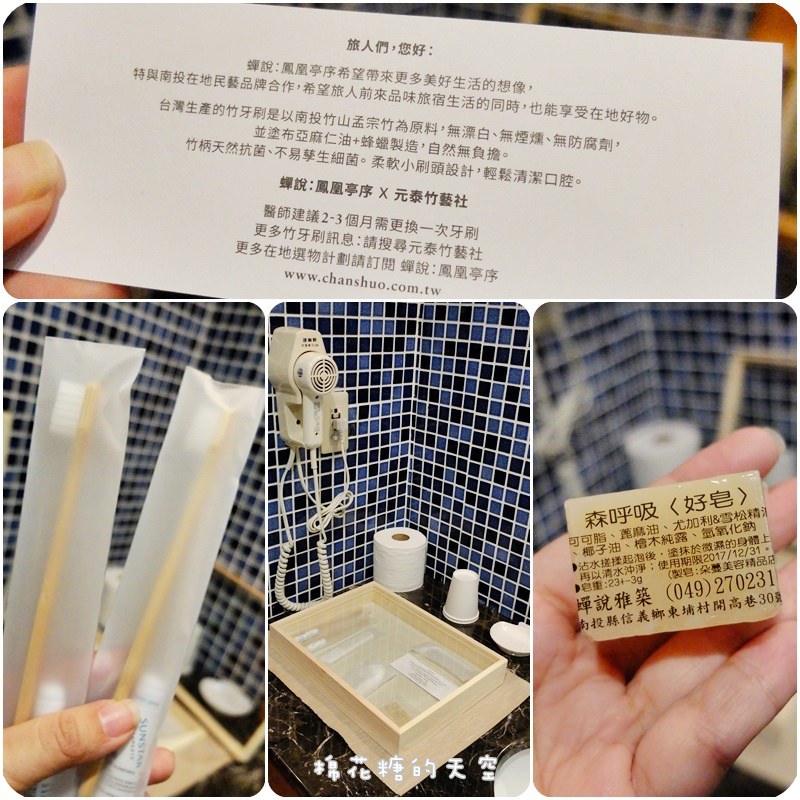 旅人們，您好：
蟬說：鳳凰亭序希望帶來更多美好生活的想像，
特與南投在地民藝品牌合作，希望旅人前來品味旅宿生活的同時，也能享受在地好物。
台灣生產的竹牙刷是以南投竹山孟宗竹為原料，無漂白、無煙燻、無防腐劑，
並塗布亞麻仁油+蜂蠟製造，自然無負擔。
竹柄天然抗菌、不易孳生細菌。柔軟小刷頭設計，輕鬆清潔口腔。
蟬說：鳳凰亭序 X 元泰竹藝社
醫師建議2-3個月需更換一次牙刷
更多竹牙刷訊息：請搜尋元泰竹藝社
更多在地選物計劃請訂閱 蟬說：鳳凰亭序
www.chanshuo.com.tw
SUNSTAR
棉花糖的天空
森呼吸〈好皂〉
可可脂、蓖麻油、尤加利&雪松精油
、椰子油、檜木純露、氫氧化鈉
●沾水搓揉起泡後，塗抹於微濕的身體上
再以清水沖淨；使用期限2017/12/31。
●皂重：23+-3g （製皂：朵蔓美容精品店
蟬說雅築 (049)270231
南投縣信義鄉東埔村開高巷30號